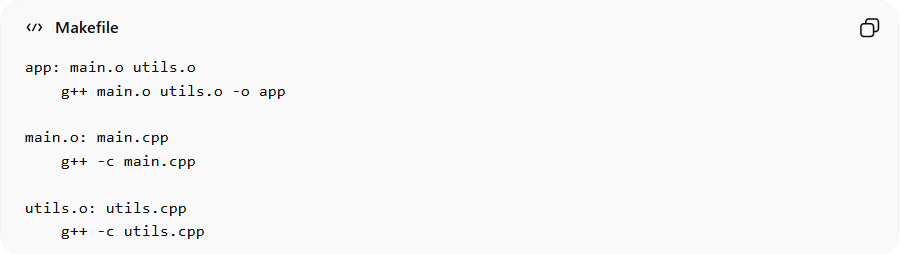 Makefile
app: main.o utils.o
    g++ main.o utils.o -o app
main.o: main.cpp
    g++ -c main.cpp
utils.o: utils.cpp
    g++ -c utils.cpp